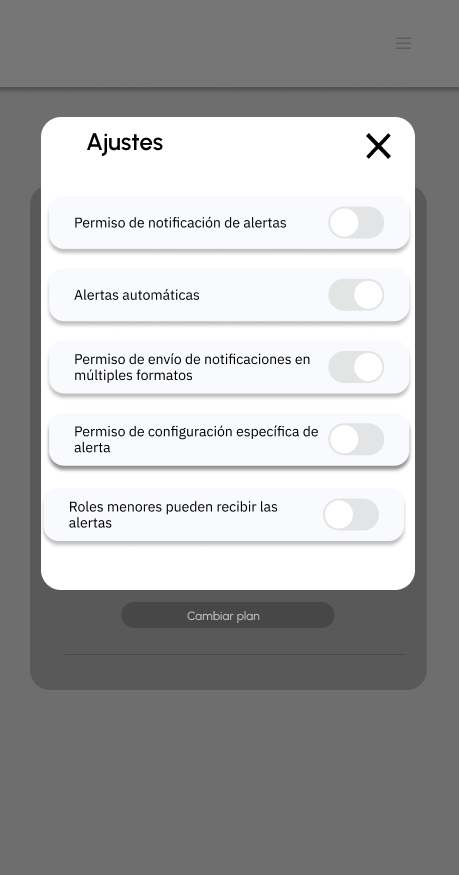 Ajustes
Permiso de notificación de alertas
Alertas automáticas
Permiso de envío de notificaciones en
múltiples formatos
Permiso de configuración específica de
alerta
Roles menores pueden recibir las
alertas
Cambiar plan